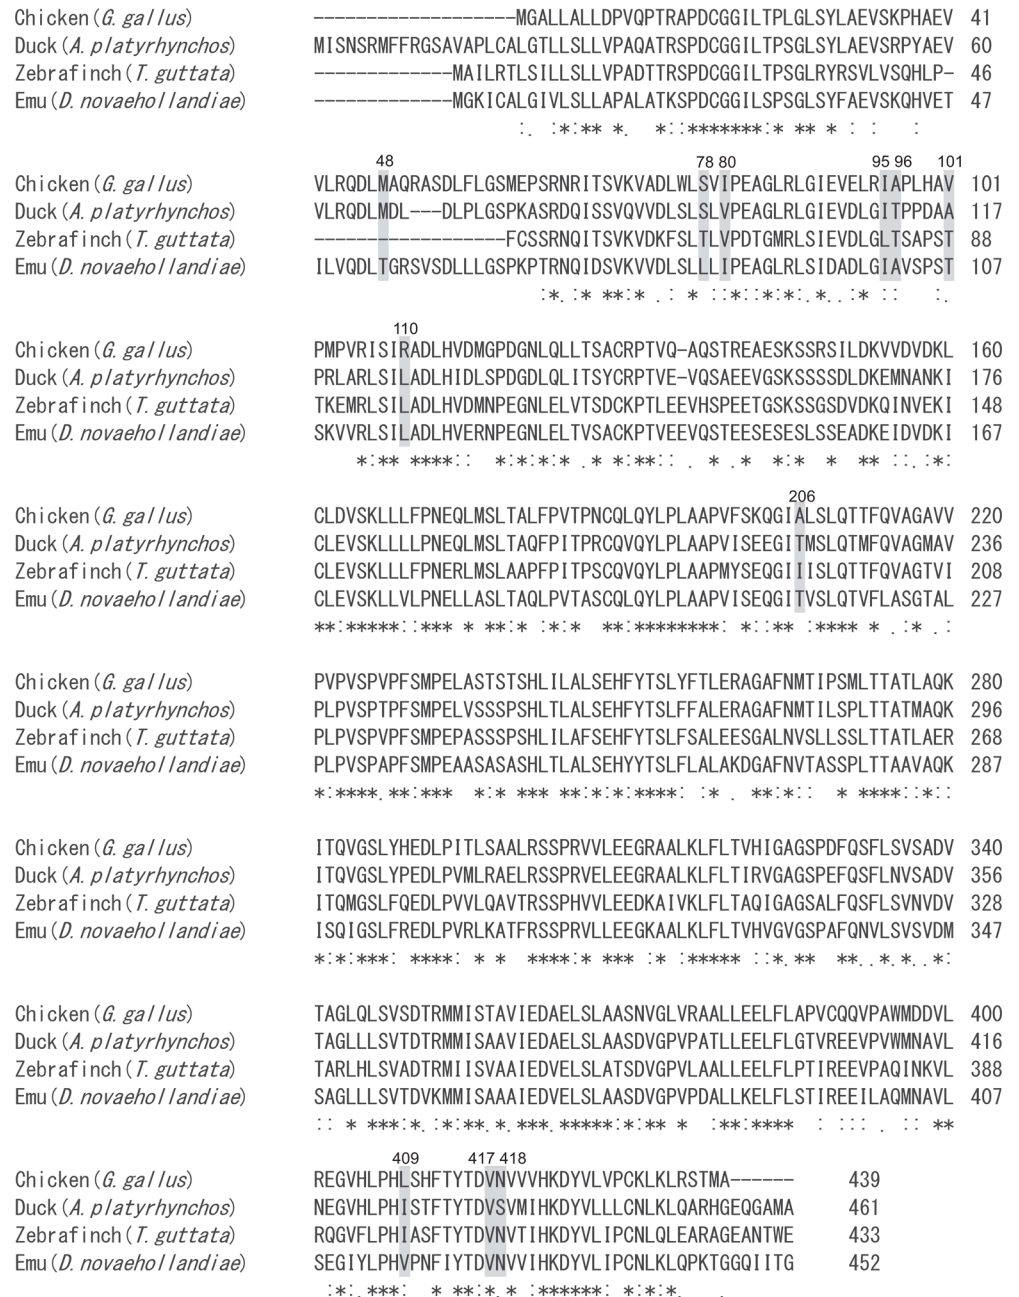 Chicken(G. gallus) -------------------MGALLALLDPVQPTRAPDCGGILTPLGLSYLAEVSKPHAEV 41
Duck(A. platyrhynchos) MISNSRMFFRGSAVAPLCALGTLLSLLVPAQATRSPDCGGILTPSGLSYLAEVSRPYAEV 60
Zebrafinch(T. guttata) -------------MAILRTLSILLSLLVPADTTRSPDCGGILTPSGLRYRSVLVSQHLP- 46
Emu(D. novaehollandiae) -------------MGKICALGIVLSLLAPALATKSPDCGGILSPSGLSYFAEVSKQHVET 47
:. :*:** *. *::*******:* ** * : : :
48 78 80 95 96 101
Chicken(G. gallus) VLRQDLMAQRASDLFLGSMEPSRNRITSVKVADLWLSVIPEAGLRLGIEVELRIAPLHAV 101
Duck(A. platyrhynchos) VLRQDLMDL---DLPLGSPKASRDQISSVQVVDLSLSLVPEAGLRLGIEVDLGITPPDAA 117
Zebrafinch(T. guttata) ------------------FCSSRNQITSVKVDKFSLTLVPDTGMRLSIEVDLGLTSAPST 88
Emu(D. novaehollandiae) ILVQDLTGRSVSDLLLGSPKPTRNQIDSVKVVDLSLLLIPEAGLRLSIDADLGIAVSPST 107
:*.:* **:* .: * :*::*:**.*..:* :: :.
110
Chicken(G. gallus) PMPVRISIRADLHVDMGPDGNLQLLTSACRPTVQ-AQSTREAESKSSRSILDKVVDVDKL 160
Duck(A. platyrhynchos) PRLARLSILADLHIDLSPDGDLQLITSYCRPTVE-VQSAEEVGSKSSSSDLDKEMNANKI 176
Zebrafinch(T. guttata) TKEMRLSILADLHVDMNPEGNLELVTSDCKPTLEEVHSPEETGSKSSGSDVDKQINVEKI 148
Emu(D. novaehollandiae) SKVVRLSILADLHVERNPEGNLELTVSACKPTVEEVQSTEESESESLSSEADKEIDVDKI 167
*:** ****:: *:*:*:* .* *:**:: . * .* *:* * ** ::.:*:
206
Chicken(G. gallus) CLDVSKLLLFPNEQLMSLTALFPVTPNCQLQYLPLAAPVFSKQGIALSLQTTFQVAGAVV 220
Duck(A. platyrhynchos) CLEVSKLLLLPNEQLMSLTAQFPITPRCQVQYLPLAAPVISEEGITMSLQTMFQVAGMAV 236
Zebrafinch(T. guttata) CLEVSKLLLFPNERLMSLAAPFPITPSCQVQYLPLAAPMYSEQGIIISLQTTFQVAGTVI 208
Emu(D. novaehollandiae) CLEVSKLLVLPNELLASLTAQLPVTASCQLQYLPLAAPVISEQGITVSLQTVFLASGTAL 227
**:*****::*** * **:* :*:* **:********: *::** :**** * .:* .:
Chicken(G. gallus) PVPVSPVPFSMPELASTSTSHLILALSEHFYTSLYFTLERAGAFNMTIPSMLTTATLAQK 280
Duck(A. platyrhynchos) PLPVSPTPFSMPELVSSSPSHLTLALSEHFYTSLFFALERAGAFNMTILSPLTTATMAQK 296
Zebrafinch(T. guttata) PLPVSPVPFSMPEPASSSPSHLILAFSEHFYTSLFSALEESGALNVSLLSSLTTATLAER 268
Emu(D. novaehollandiae) PLPVSPAPFSMPEAASASASHLTLALSEHYYTSLFLALAKDGAFNVTASSPLTTAAVAQK 287
*:****.**:*** *:* *** **:*:*:****: :* . **:*:: * ****::*::
Chicken(G. gallus) ITQVGSLYHEDLPITLSAALRSSPRVVLEEGRAALKLFLTVHIGAGSPDFQSFLSVSADV 340
Duck(A. platyrhynchos) ITQVGSLYPEDLPVMLRAELRSSPRVELEEGRAALKLFLTIRVGAGSPEFQSFLNVSADV 356
Zebrafinch(T. guttata) ITQMGSLFQEDLPVVLQAVTRSSPHVVLEEDKAIVKLFLTAQIGAGSALFQSFLSVNVDV 328
Emu(D. novaehollandiae) ISQIGSLFREDLPVRLKATFRSSPRVLLEEGKAALKLFLTVHVGVGSPAFQNVLSVSVDM 347
*:*:***: ****: * * ****:* *** :* :***** ::*.** **..*.*..*:
Chicken(G. gallus) TAGLQLSVSDTRMMISTAVIEDAELSLAASNVGLVRAALLEELFLAPVCQQVPAWMDDVL 400
Duck(A. platyrhynchos) TAGLLLSVTDTRMMISAAVIEDAELSLAASDVGPVPATLLEELFLGTVREEVPVWMNAVL 416
Zebrafinch(T. guttata) TARLHLSVADTRMIISVAAIEDVELSLATSDVGPVLAALLEELFLPTIREEVPAQINKVL 388
Emu(D. novaehollandiae) SAGLLLSVTDVKMMISAAAIEDVELSLAASDVGPVPDALLKELFLSTIREEILAQMNAVL 407
:: * ***:*.:*:**.*.***.*****:*:** * :**:**** : ::: . :: **
409 417 418
Chicken(G. gallus) REGVHLPHLSHFTYTDVNVVVHKDYVLVPCKLKLRSTMA------ 439
Duck(A. platyrhynchos) NEGVHLPHISTFTYTDVSVMIHKDYVLLLCNLKLQARHGEQGAMA 461
Zebrafinch(T. guttata) RQGVFLPHIASFTYTDVNVTIHKDYVLIPCNLQLEARAGEANTWE 433
Emu(D. novaehollandiae) SEGIYLPHVPNFIYTDVNVVIHKDYVLIPCNLKLQPKTGGQIITG 452
:*:.***: * **:*.* :******: *:*:*.